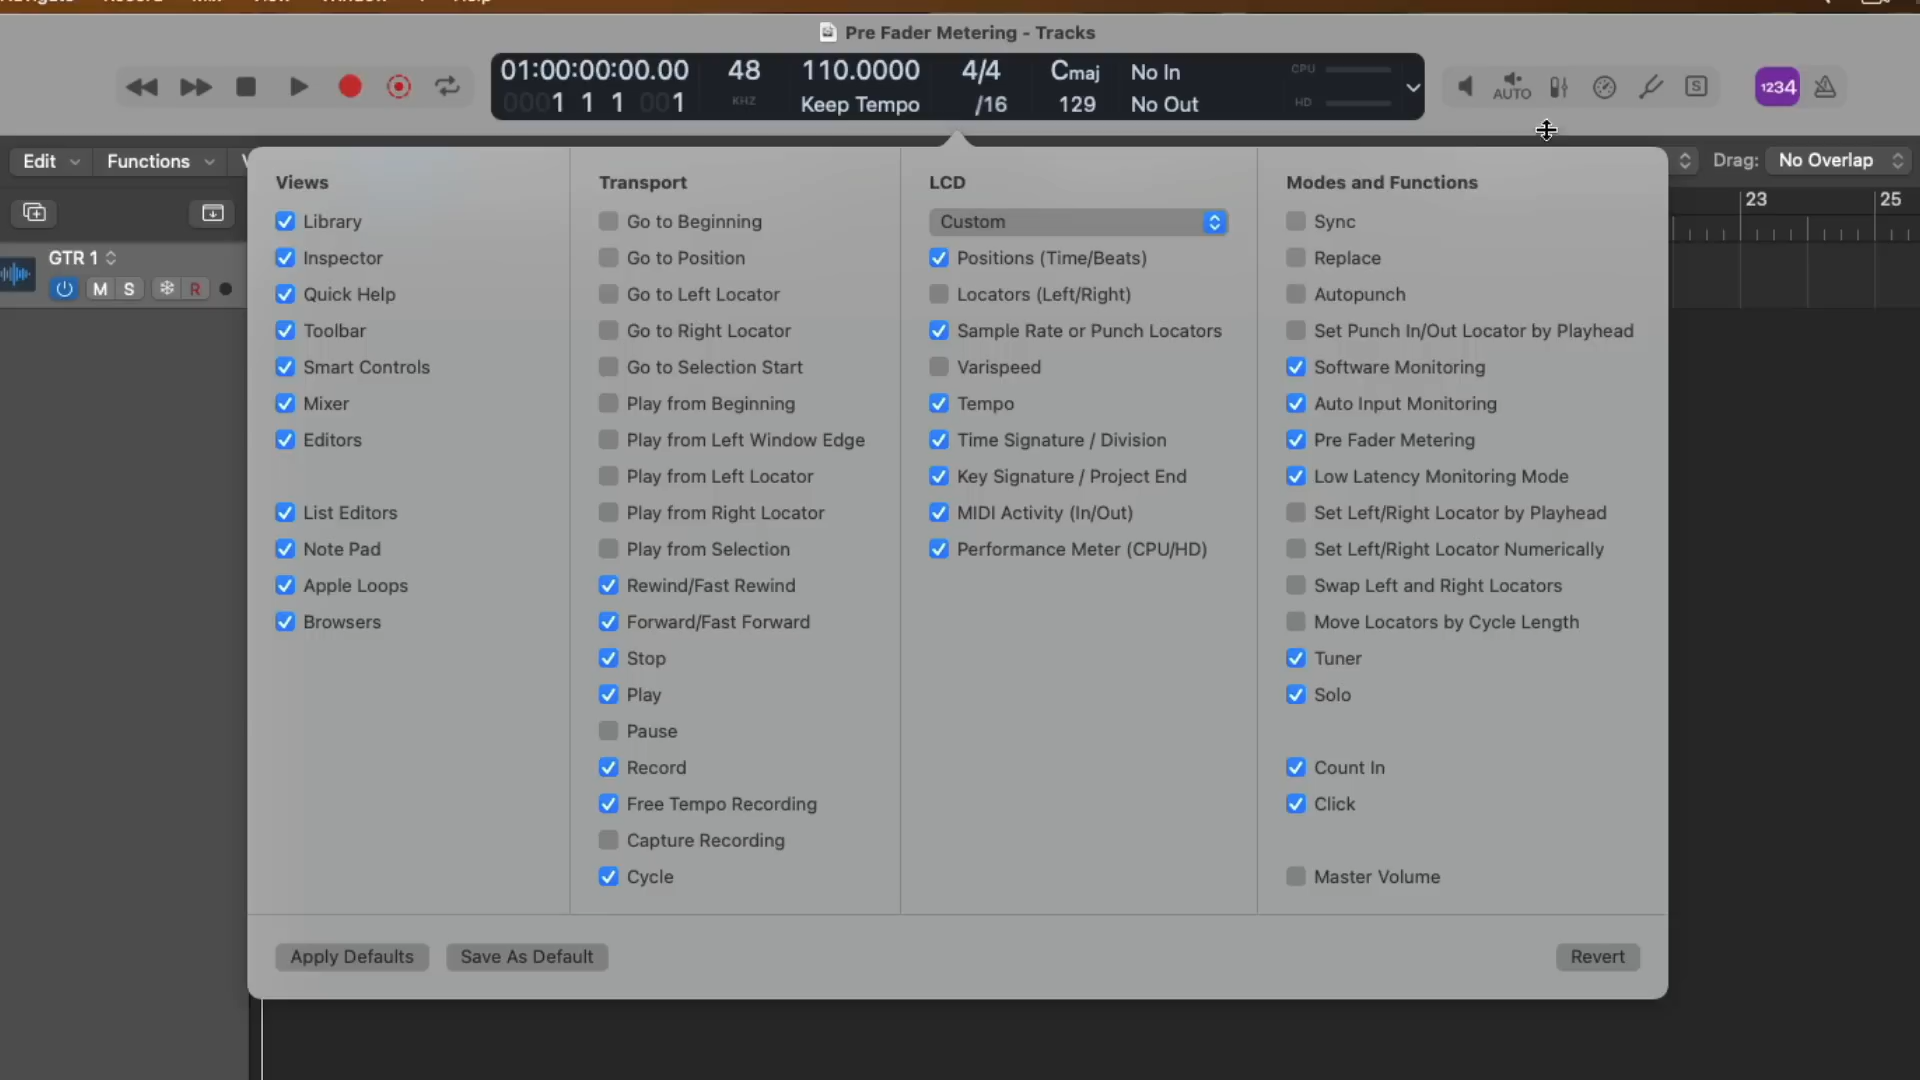 Pre Fader Metering - Tracks
01:00:00:00.00
0001 1 1 001
48
KHZ
110.0000
Keep Tempo
4/4
/16
Cmaj
129
No In
No Out
CPU
HD
AUTO
S
1234
Edit
Functions
Drag: No Overlap
23
25
GTR 1
M
S
R
Views
Library
Inspector
Quick Help
Toolbar
Smart Controls
Mixer
Editors
List Editors
Note Pad
Apple Loops
Browsers
Transport
Go to Beginning
Go to Position
Go to Left Locator
Go to Right Locator
Go to Selection Start
Play from Beginning
Play from Left Window Edge
Play from Left Locator
Play from Right Locator
Play from Selection
Rewind/Fast Rewind
Forward/Fast Forward
Stop
Play
Pause
Record
Free Tempo Recording
Capture Recording
Cycle
LCD
Custom
Positions (Time/Beats)
Locators (Left/Right)
Sample Rate or Punch Locators
Varispeed
Tempo
Time Signature / Division
Key Signature / Project End
MIDI Activity (In/Out)
Performance Meter (CPU/HD)
Modes and Functions
Sync
Replace
Autopunch
Set Punch In/Out Locator by Playhead
Software Monitoring
Auto Input Monitoring
Pre Fader Metering
Low Latency Monitoring Mode
Set Left/Right Locator by Playhead
Set Left/Right Locator Numerically
Swap Left and Right Locators
Move Locators by Cycle Length
Tuner
Solo
Count In
Click
Master Volume
Apply Defaults
Save As Default
Revert